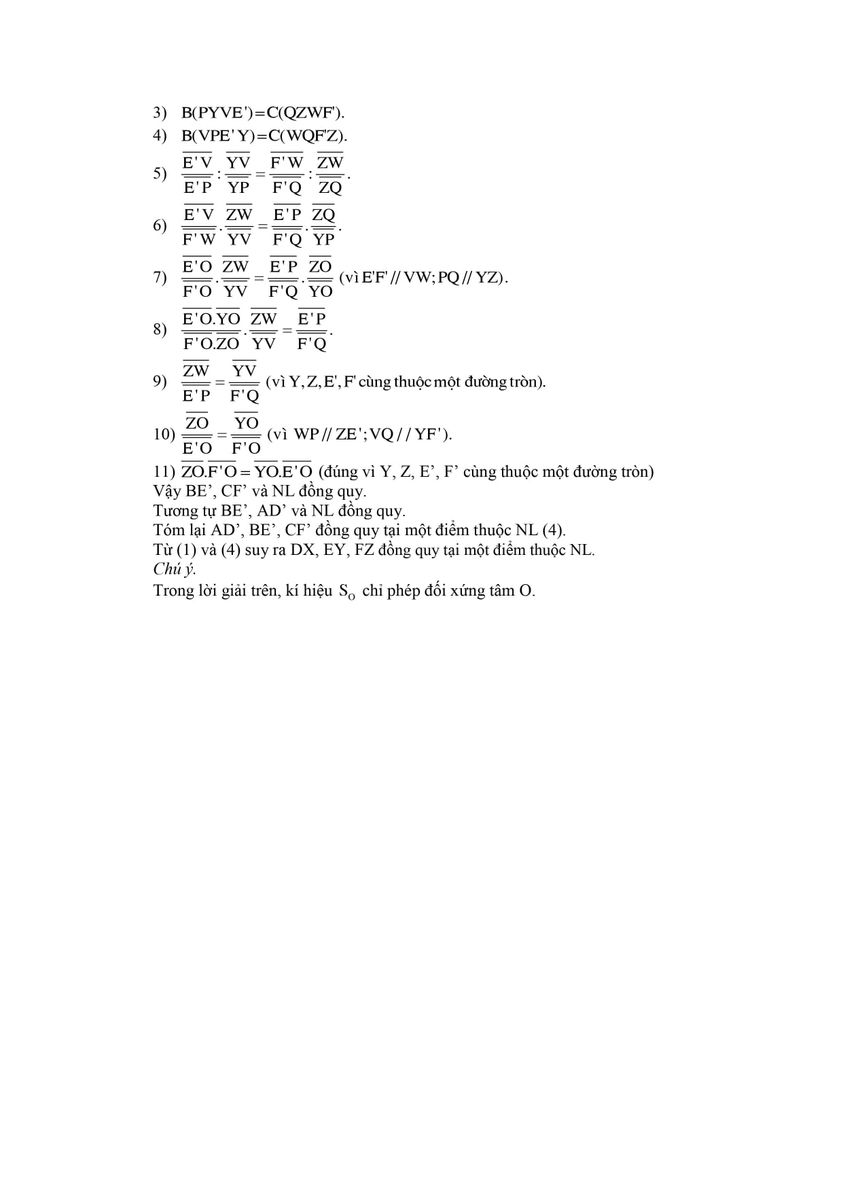 3) B(PYVE')=C(QZWF').
4) B(VPE'Y)=C(WQF'Z).
5) $\frac{\overline{E'V}}{\overline{E'P}}:\frac{\overline{YV}}{\overline{YP}}=\frac{\overline{F'W}}{\overline{F'Q}}:\frac{\overline{ZW}}{\overline{ZQ}}.$
6) $\frac{\overline{E'V}}{\overline{F'W}}.\frac{\overline{ZW}}{\overline{YV}}=\frac{\overline{E'P}}{\overline{F'Q}}.\frac{\overline{ZQ}}{\overline{YP}}.$
7) $\frac{\overline{E'O}}{\overline{F'O}}.\frac{\overline{ZW}}{\overline{YV}}=\frac{\overline{E'P}}{\overline{F'Q}}.\frac{\overline{ZO}}{\overline{YO}}$ (vì E'F'//VW;PQ//YZ).
8) $\frac{\overline{E'O}.\overline{YO}}{\overline{F'O}.\overline{ZO}}.\frac{\overline{ZW}}{\overline{YV}}=\frac{\overline{E'P}}{\overline{F'Q}}.$
9) $\frac{\overline{ZW}}{\overline{E'P}}=\frac{\overline{YV}}{\overline{F'Q}}$ (vì Y,Z,E',F' cùng thuộc một đường tròn).
10) $\frac{\overline{ZO}}{\overline{E'O}}=\frac{\overline{YO}}{\overline{F'O}}$ (vì WP//ZE';VQ//YF').
11) $\overline{ZO}.\overline{F'O}=\overline{YO}.\overline{E'O}$ (đúng vì Y, Z, E’, F’ cùng thuộc một đường tròn)
Vậy BE’, CF’ và NL đồng quy.
Tương tự BE’, AD’ và NL đồng quy.
Tóm lại AD’, BE’, CF’ đồng quy tại một điểm thuộc NL (4).
Từ (1) và (4) suy ra DX, EY, FZ đồng quy tại một điểm thuộc NL.
Chú ý.
Trong lời giải trên, kí hiệu $S_O$ chỉ phép đối xứng tâm O.